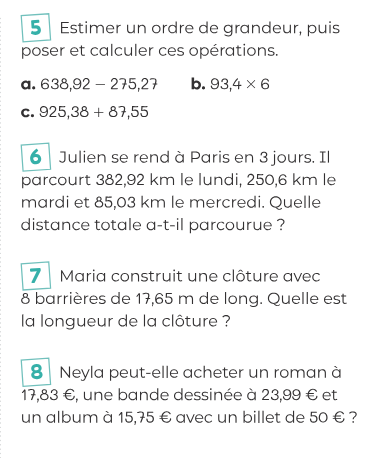 5 Estimer un ordre de grandeur, puis
poser et calculer ces opérations.
a. 638,92 − 275,27 b. 93,4 × 6
c. 925,38 + 87,55
6 Julien se rend à Paris en 3 jours. Il
parcourt 382,92 km le lundi, 250,6 km le
mardi et 85,03 km le mercredi. Quelle
distance totale a-t-il parcourue ?
7 Maria construit une clôture avec
8 barrières de 17,65 m de long. Quelle est
la longueur de la clôture ?
8 Neyla peut-elle acheter un roman à
17,83 €, une bande dessinée à 23,99 € et
un album à 15,75 € avec un billet de 50 € ?